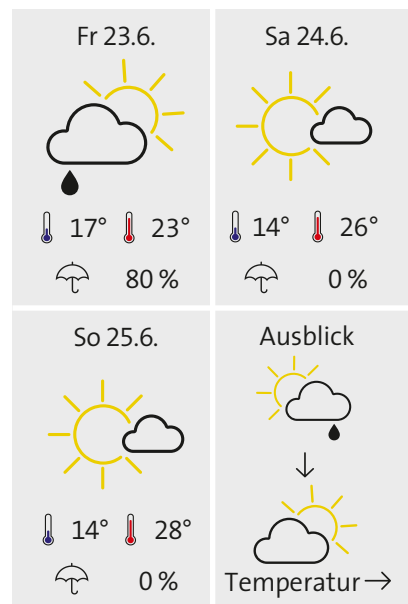 Fr 23.6.
17° 23°
80 %
Sa 24.6.
14° 26°
0 %
So 25.6.
14° 28°
0 %
Ausblick
↓
Temperatur →